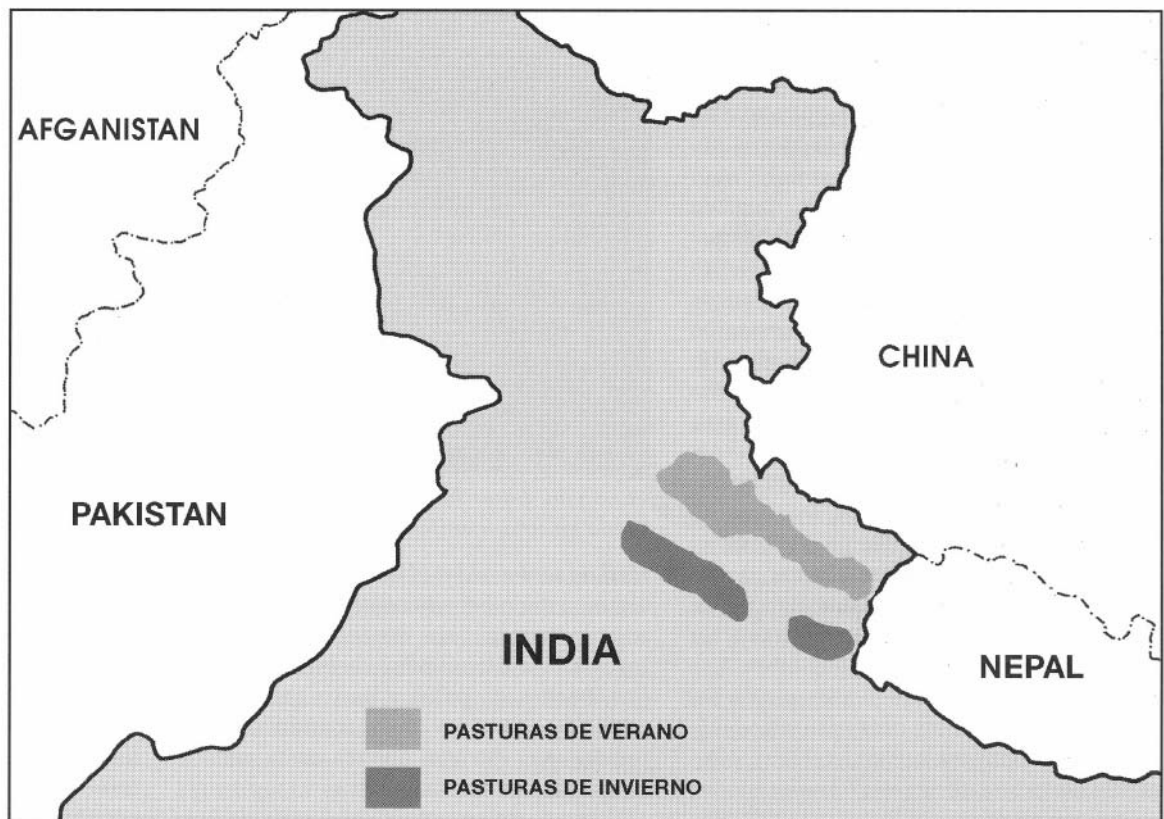 AFGANISTAN
CHINA
PAKISTAN
INDIA
NEPAL
PASTURAS DE VERANO
PASTURAS DE INVIERNO